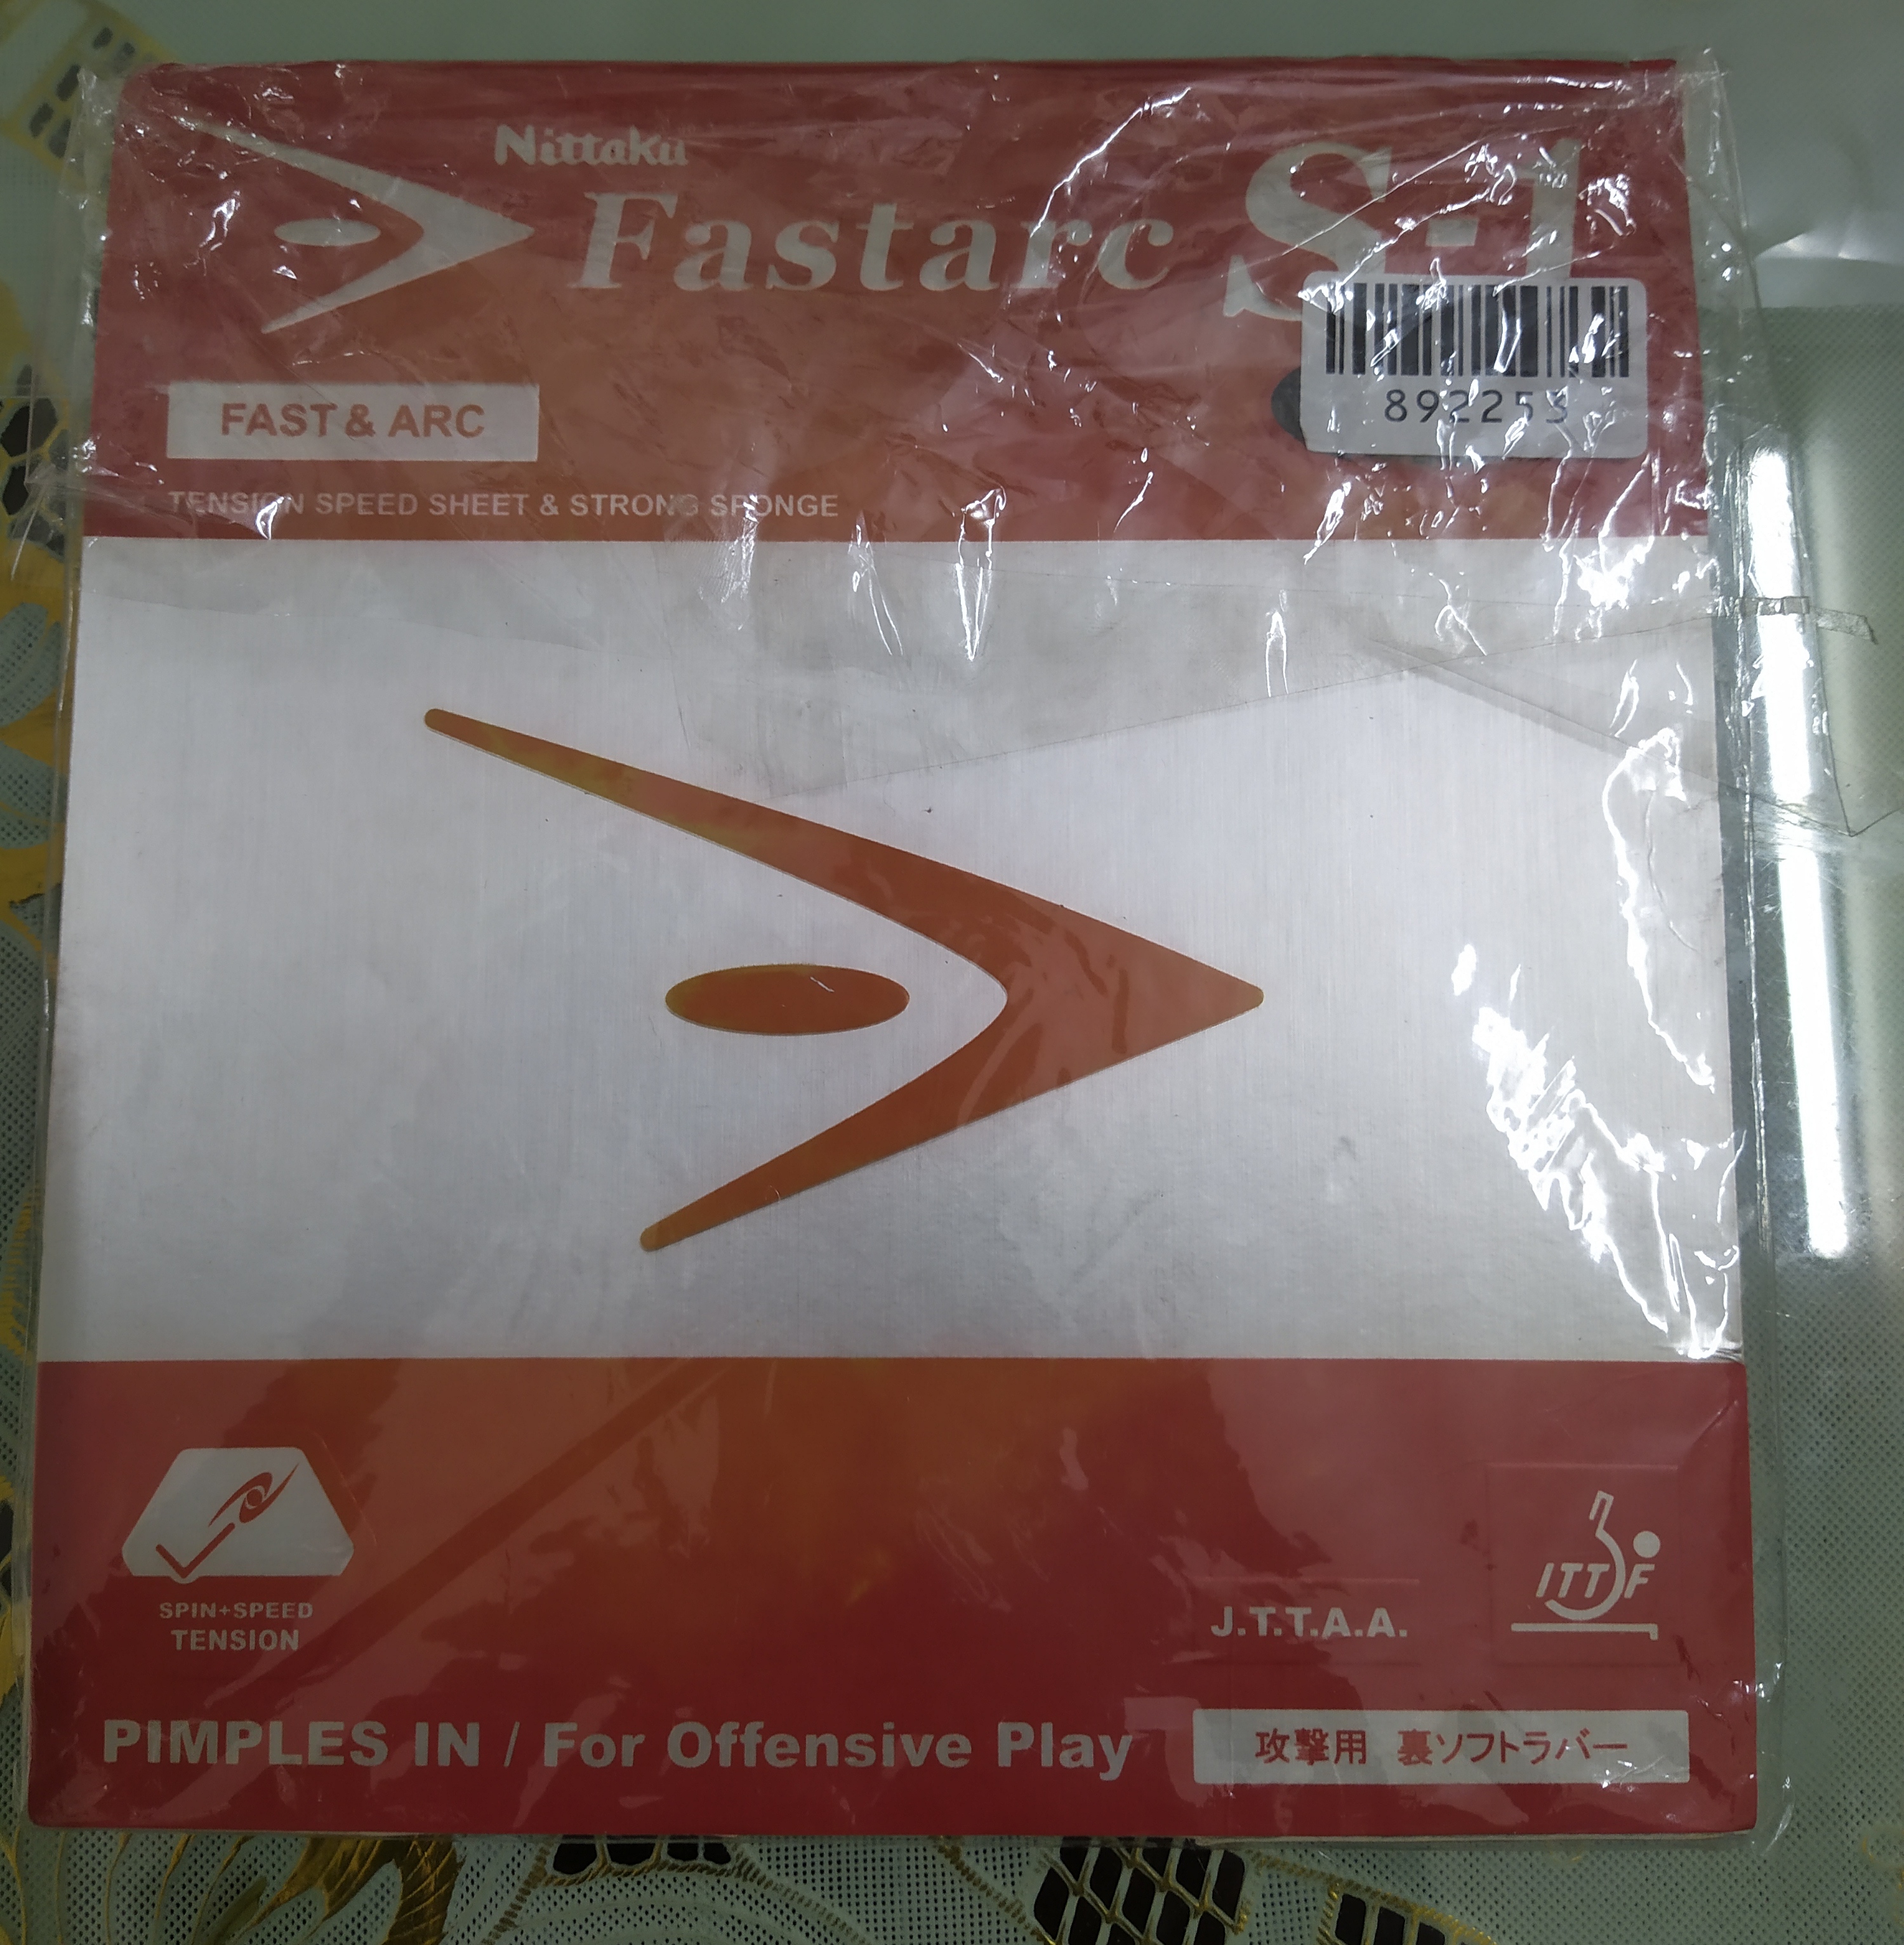 Nittaku
Fastarc S-1
892253
FAST & ARC
TENSION SPEED SHEET & STRONG SPONGE
SPIN+SPEED
TENSION
J.T.T.A.A.
ITTF
PIMPLES IN / For Offensive Play
攻撃用 裏ソフトラバー